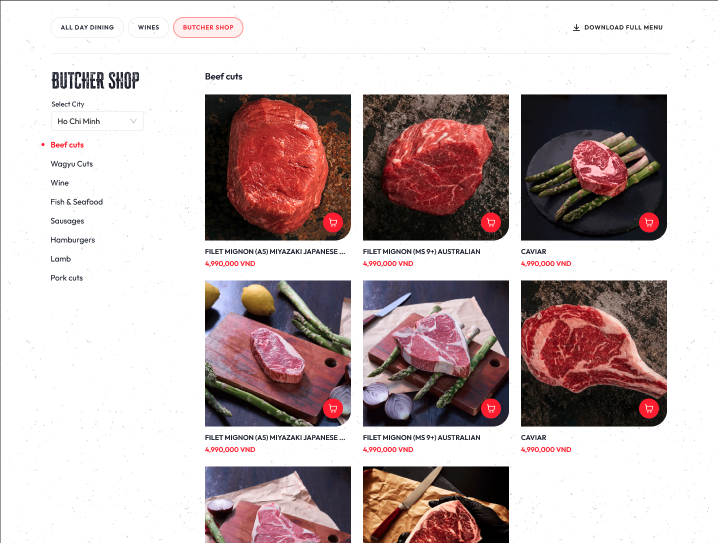 ALL DAY DINING
WINES
BUTCHER SHOP
DOWNLOAD FULL MENU
BUTCHER SHOP
Select City
Ho Chi Minh
Beef cuts
Wagyu Cuts
Wine
Fish & Seafood
Sausages
Hamburgers
Lamb
Pork cuts
Beef cuts
FILET MIGNON (A5) MIYAZAKI JAPANESE ...
4,990,000 VND
FILET MIGNON (MS 9+) AUSTRALIAN
4,990,000 VND
CAVIAR
4,990,000 VND
FILET MIGNON (A5) MIYAZAKI JAPANESE ...
4,990,000 VND
FILET MIGNON (MS 9+) AUSTRALIAN
4,990,000 VND
CAVIAR
4,990,000 VND